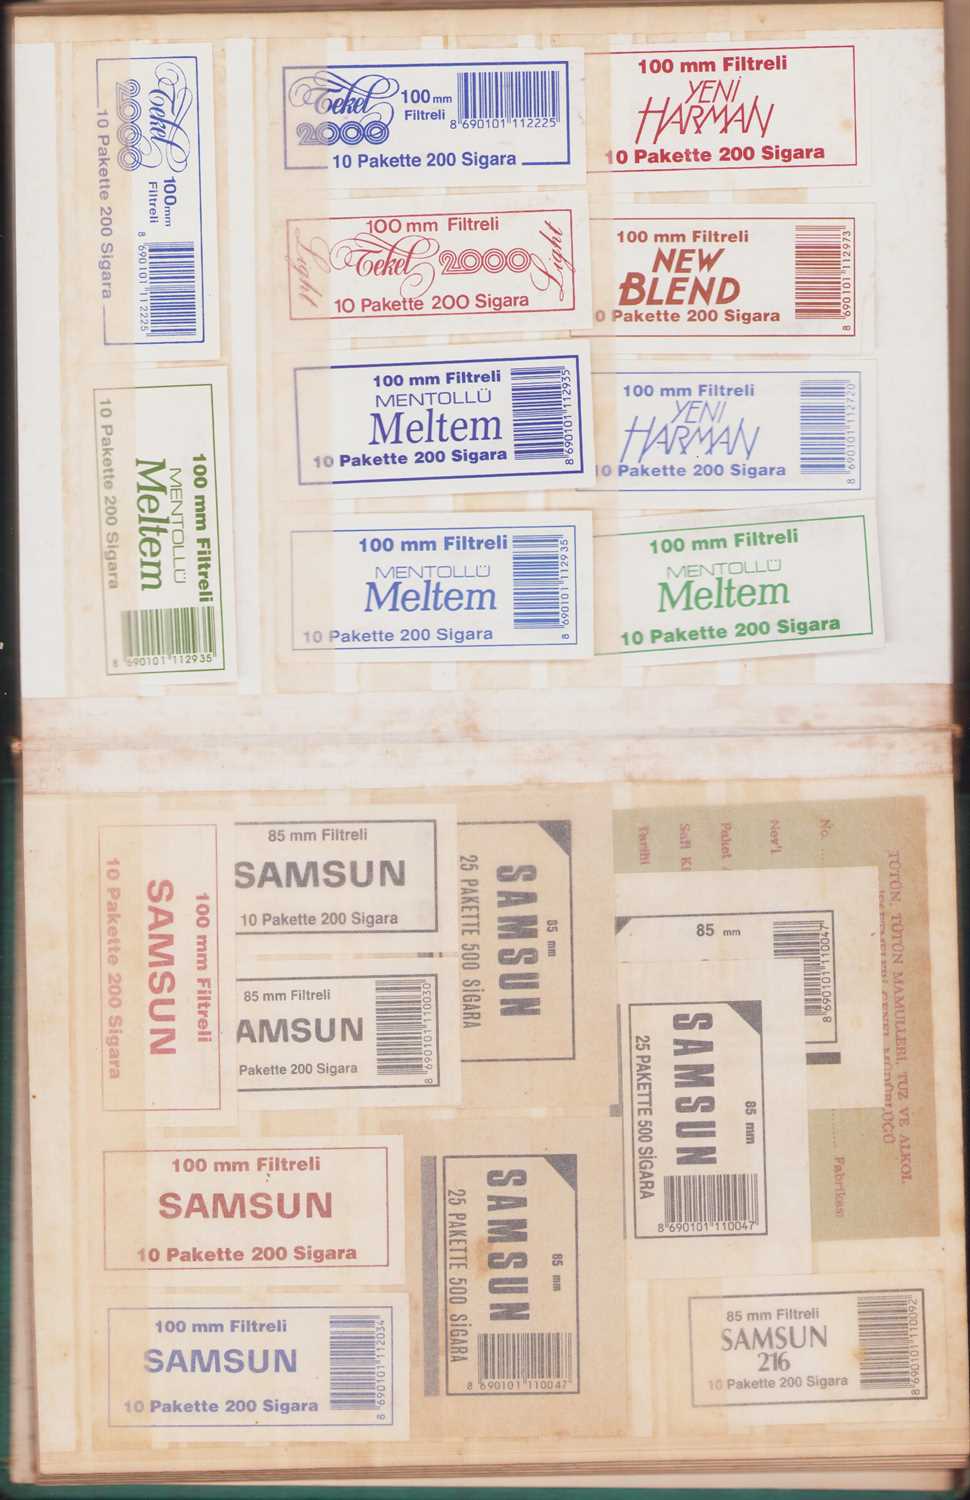 Tekel
2000
100 mm
Filtreli
10 Pakette 200 Sigara
8 690101 112225
Tekel
2000
100 mm
Filtreli
8 690101 112225
10 Pakette 200 Sigara
100 mm Filtreli
YENİ
HARMAN
10 Pakette 200 Sigara
100 mm Filtreli
Light
Tekel 2000
Light
10 Pakette 200 Sigara
100 mm Filtreli
NEW
BLEND
0 Pakette 200 Sigara
8 690101 112973
100 mm Filtreli
MENTOLLÜ
Meltem
10 Pakette 200 Sigara
8 690101 112935
100 mm Filtreli
MENTOLLÜ
Meltem
10 Pakette 200 Sigara
8 690101 112935
100 mm Filtreli
YENİ
HARMAN
10 Pakette 200 Sigara
8 690101 112720
100 mm Filtreli
MENTOLLÜ
Meltem
10 Pakette 200 Sigara
8 690101 112935
100 mm Filtreli
MENTOLLÜ
Meltem
10 Pakette 200 Sigara
100 mm Filtreli
SAMSUN
10 Pakette 200 Sigara
85 mm Filtreli
SAMSUN
10 Pakette 200 Sigara
85 mm
SAMSUN
25 PAKETTE 500 SİGARA
TÜTÜN, TÜTÜN MAMULLERİ, TUZ VE ALKOL
No.
Nev'i
Paket
Safi
Tarihi
Fabrikası
85 mm
8 690101 110047
85 mm Filtreli
AMSUN
Pakette 200 Sigara
8 690101 110030
85 mm
SAMSUN
25 PAKETTE 500 SİGARA
8 690101 110047
100 mm Filtreli
SAMSUN
10 Pakette 200 Sigara
85 mm
SAMSUN
25 PAKETTE 500 SİGARA
8 690101 110047
100 mm Filtreli
SAMSUN
10 Pakette 200 Sigara
8 690101 112034
85 mm Filtreli
SAMSUN
216
10 Pakette 200 Sigara
8 690101 110092